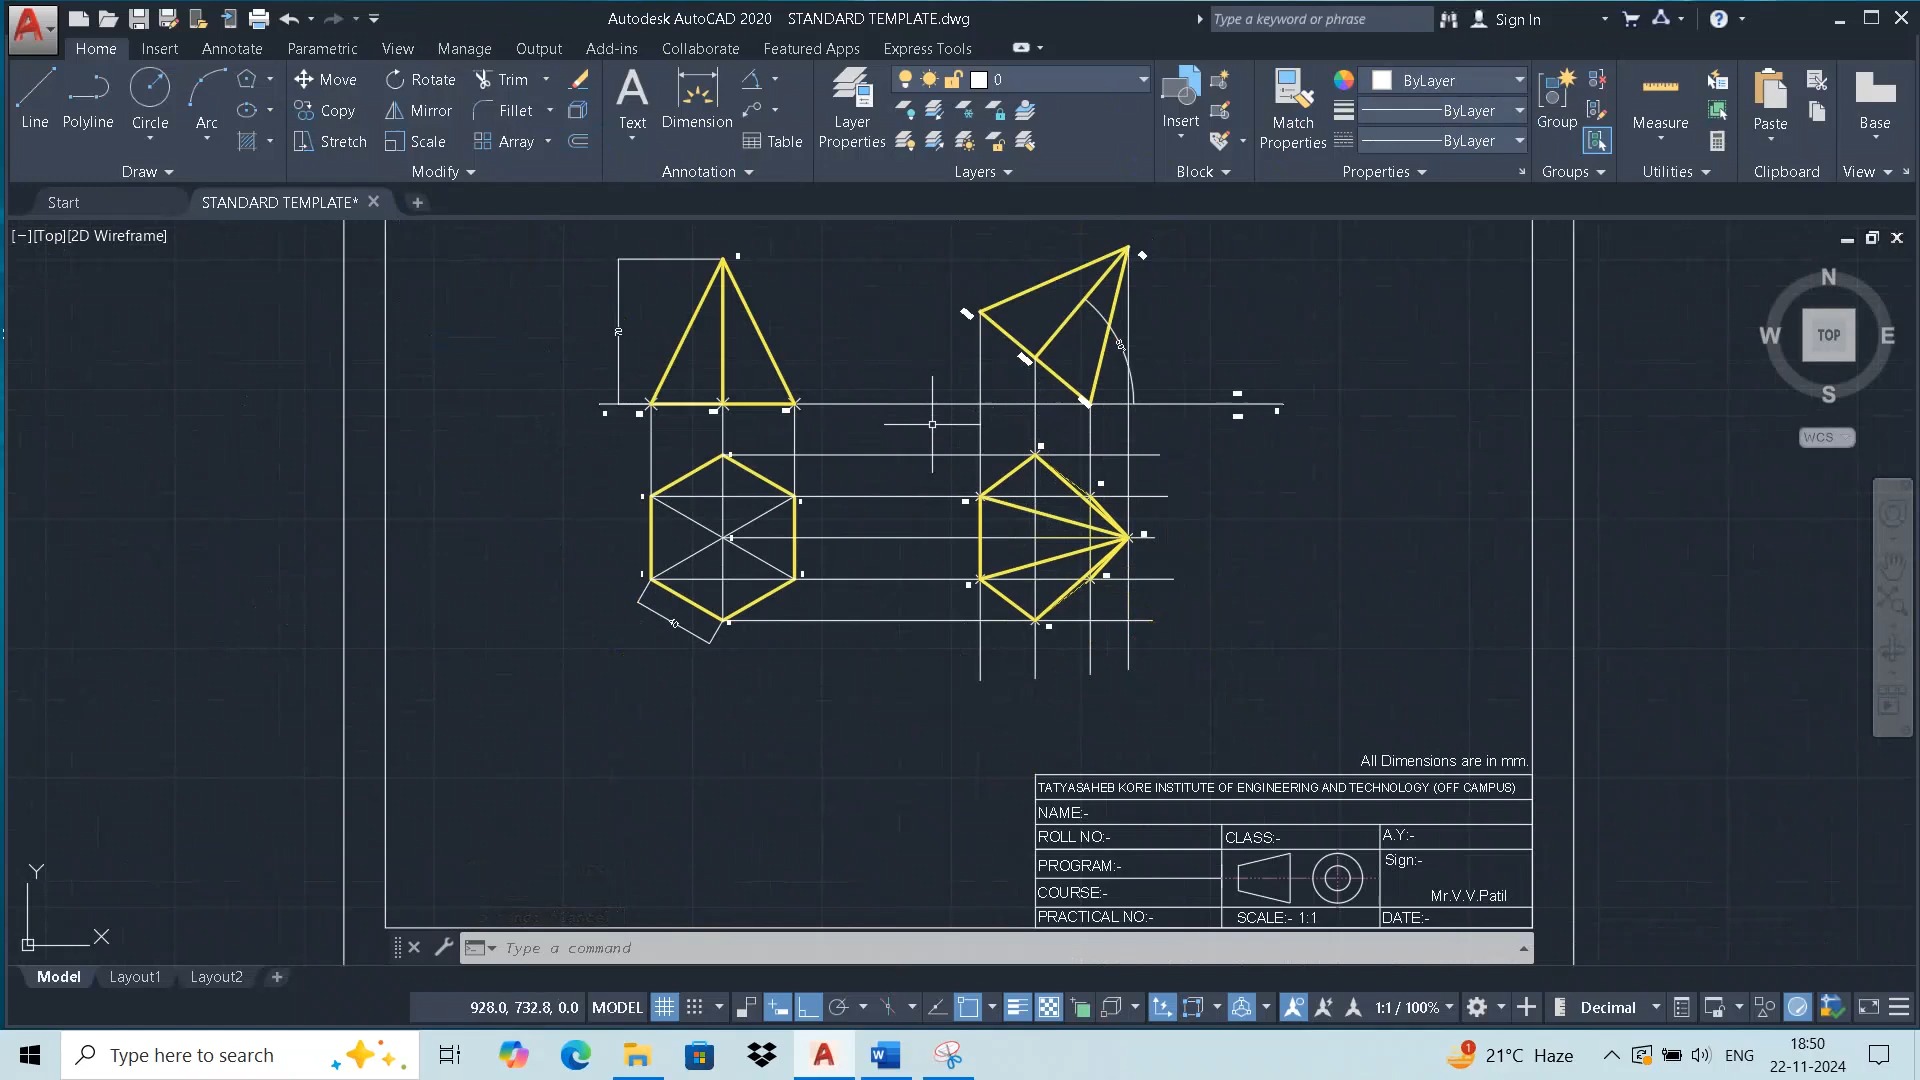 Autodesk AutoCAD 2020 STANDARD TEMPLATE.dwg
Type a keyword or phrase
Sign In
Home Insert Annotate Parametric View Manage Output Add-ins Collaborate Featured Apps Express Tools
Line Polyline Circle Arc
Move Rotate Trim
Copy Mirror Fillet
Stretch Scale Array
Text Dimension
Table
Layer Properties
0
Insert
Match Properties
ByLayer
ByLayer
ByLayer
Group
Measure
Paste
Base
Draw Modify Annotation Layers Block Properties Groups Utilities Clipboard View
Start STANDARD TEMPLATE*
[−][Top][2D Wireframe]
N
W TOP E
S
WCS
70
60°
40
All Dimensions are in mm.
TATYASAHEB KORE INSTITUTE OF ENGINEERING AND TECHNOLOGY (OFF CAMPUS)
NAME:-
ROLL NO:- CLASS:- A.Y:-
PROGRAM:- Sign:-
COURSE:- Mr.V.V.Patil
PRACTICAL NO:- SCALE:- 1:1 DATE:-
Y
X
Type a command
Model Layout1 Layout2
928.0, 732.8, 0.0 MODEL 1:1 / 100% Decimal
Type here to search
1
21°C Haze
ENG
18:50
22-11-2024